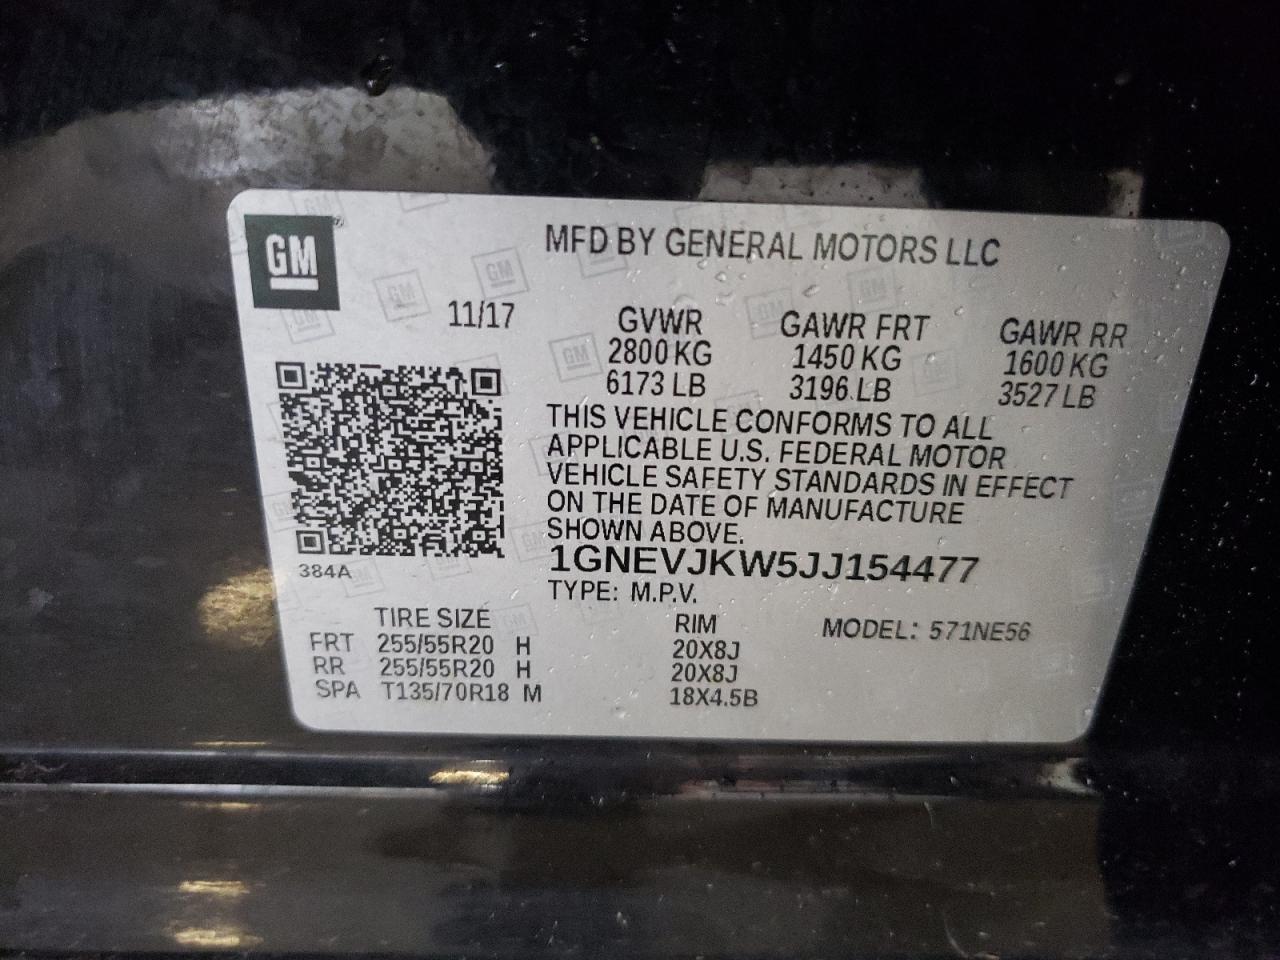 GM
MFD BY GENERAL MOTORS LLC
11/17
GVWR GAWR FRT GAWR RR
2800 KG 1450 KG 1600 KG
6173 LB 3196 LB 3527 LB
THIS VEHICLE CONFORMS TO ALL
APPLICABLE U.S. FEDERAL MOTOR
VEHICLE SAFETY STANDARDS IN EFFECT
ON THE DATE OF MANUFACTURE
SHOWN ABOVE.
1GNEVJKW5JJ154477
384A
TYPE: M.P.V.
TIRE SIZE RIM MODEL: 571NE56
FRT 255/55R20 H 20X8J
RR 255/55R20 H 20X8J
SPA T135/70R18 M 18X4.5B